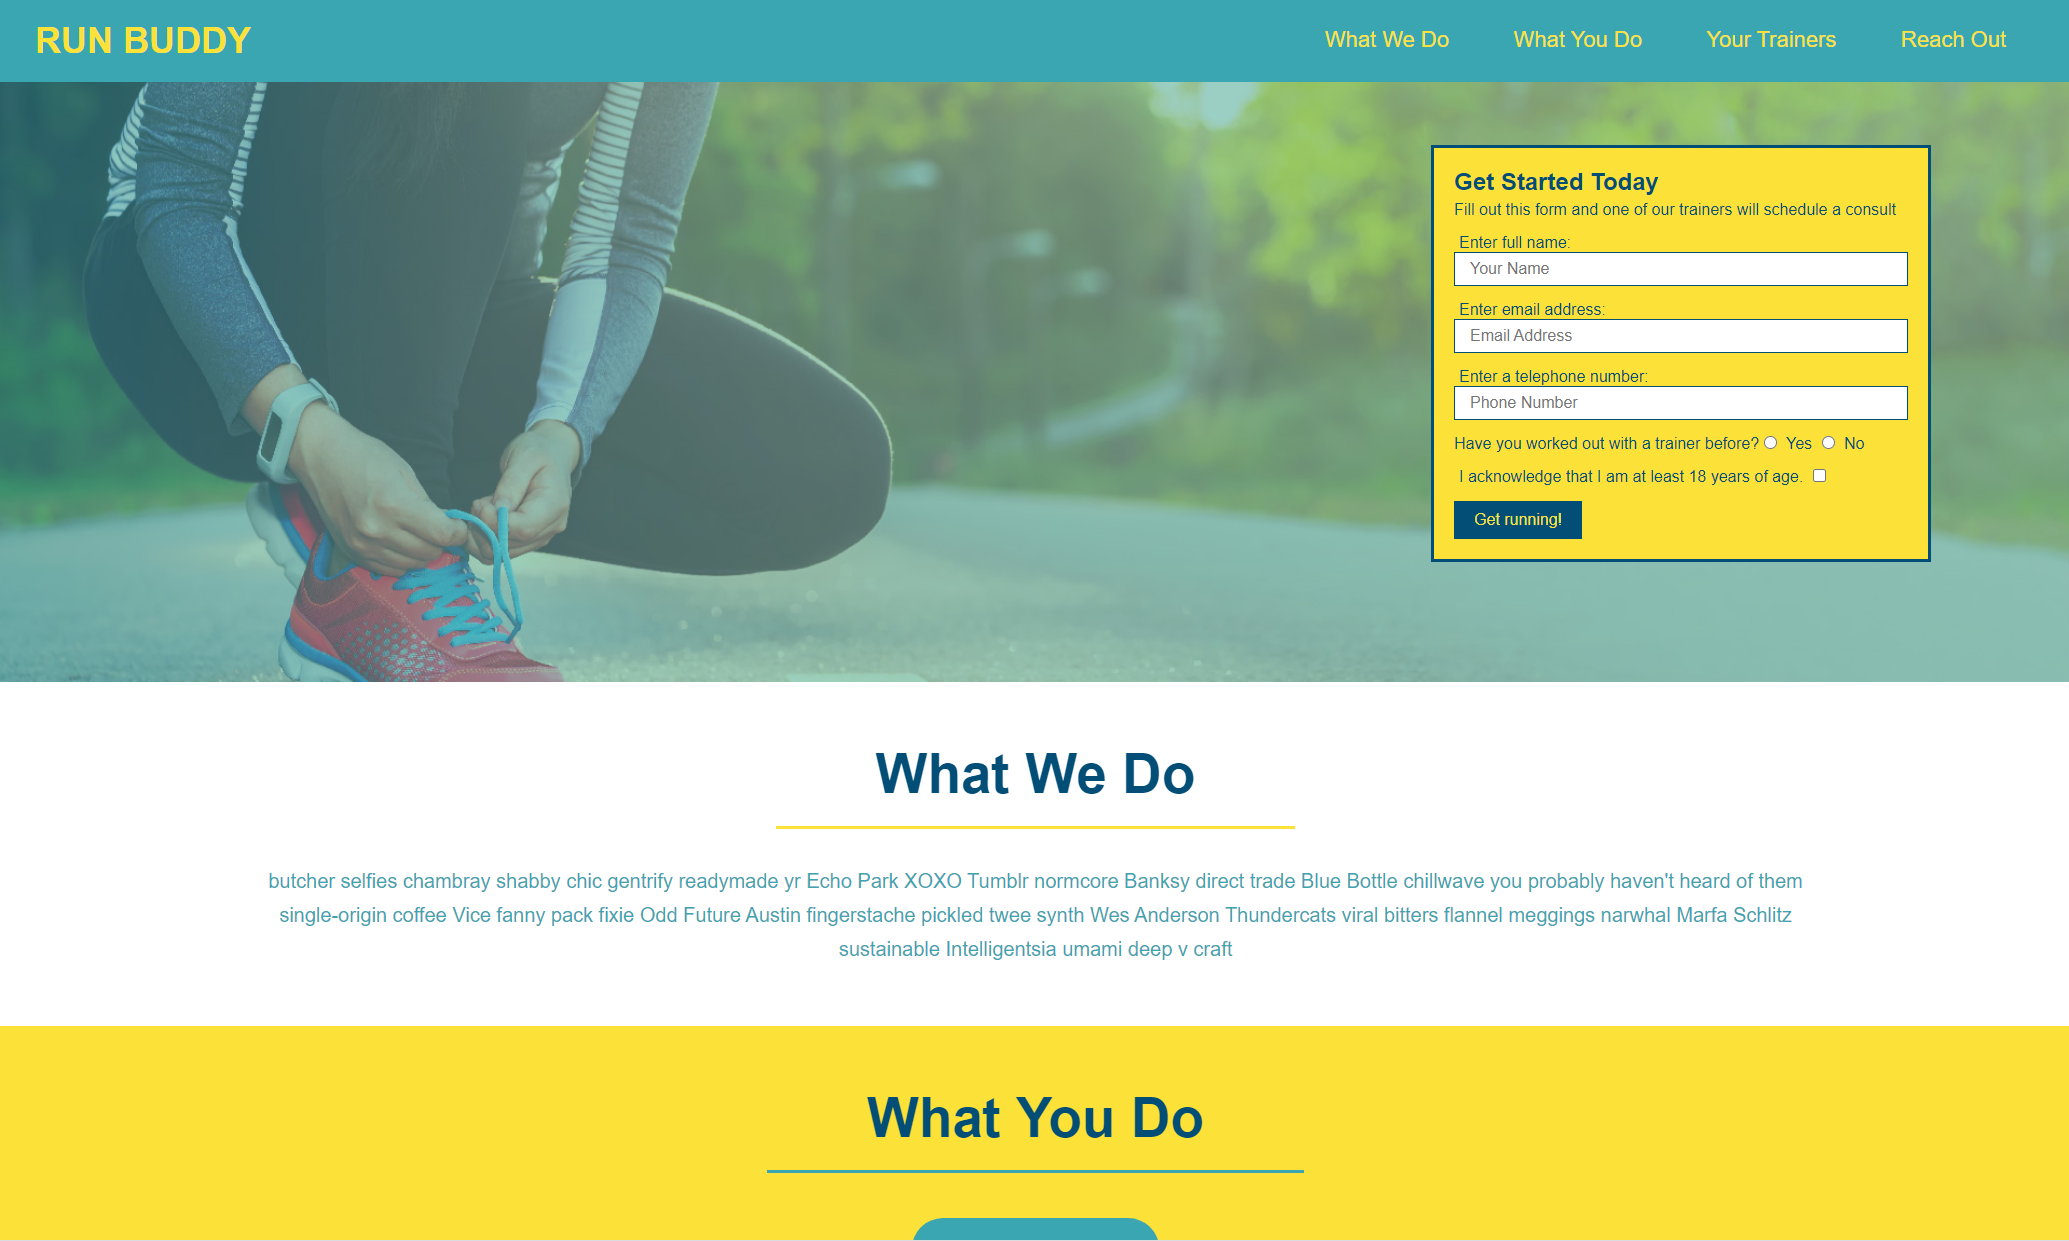 RUN BUDDY
What We Do
What You Do
Your Trainers
Reach Out
Get Started Today
Fill out this form and one of our trainers will schedule a consult
Enter full name:
Your Name
Enter email address:
Email Address
Enter a telephone number:
Phone Number
Have you worked out with a trainer before? Yes No
I acknowledge that I am at least 18 years of age.
Get running!
What We Do
butcher selfies chambray shabby chic gentrify readymade yr Echo Park XOXO Tumblr normcore Banksy direct trade Blue Bottle chillwave you probably haven't heard of them
single-origin coffee Vice fanny pack fixie Odd Future Austin fingerstache pickled twee synth Wes Anderson Thundercats viral bitters flannel meggings narwhal Marfa Schlitz
sustainable Intelligentsia umami deep v craft
What You Do